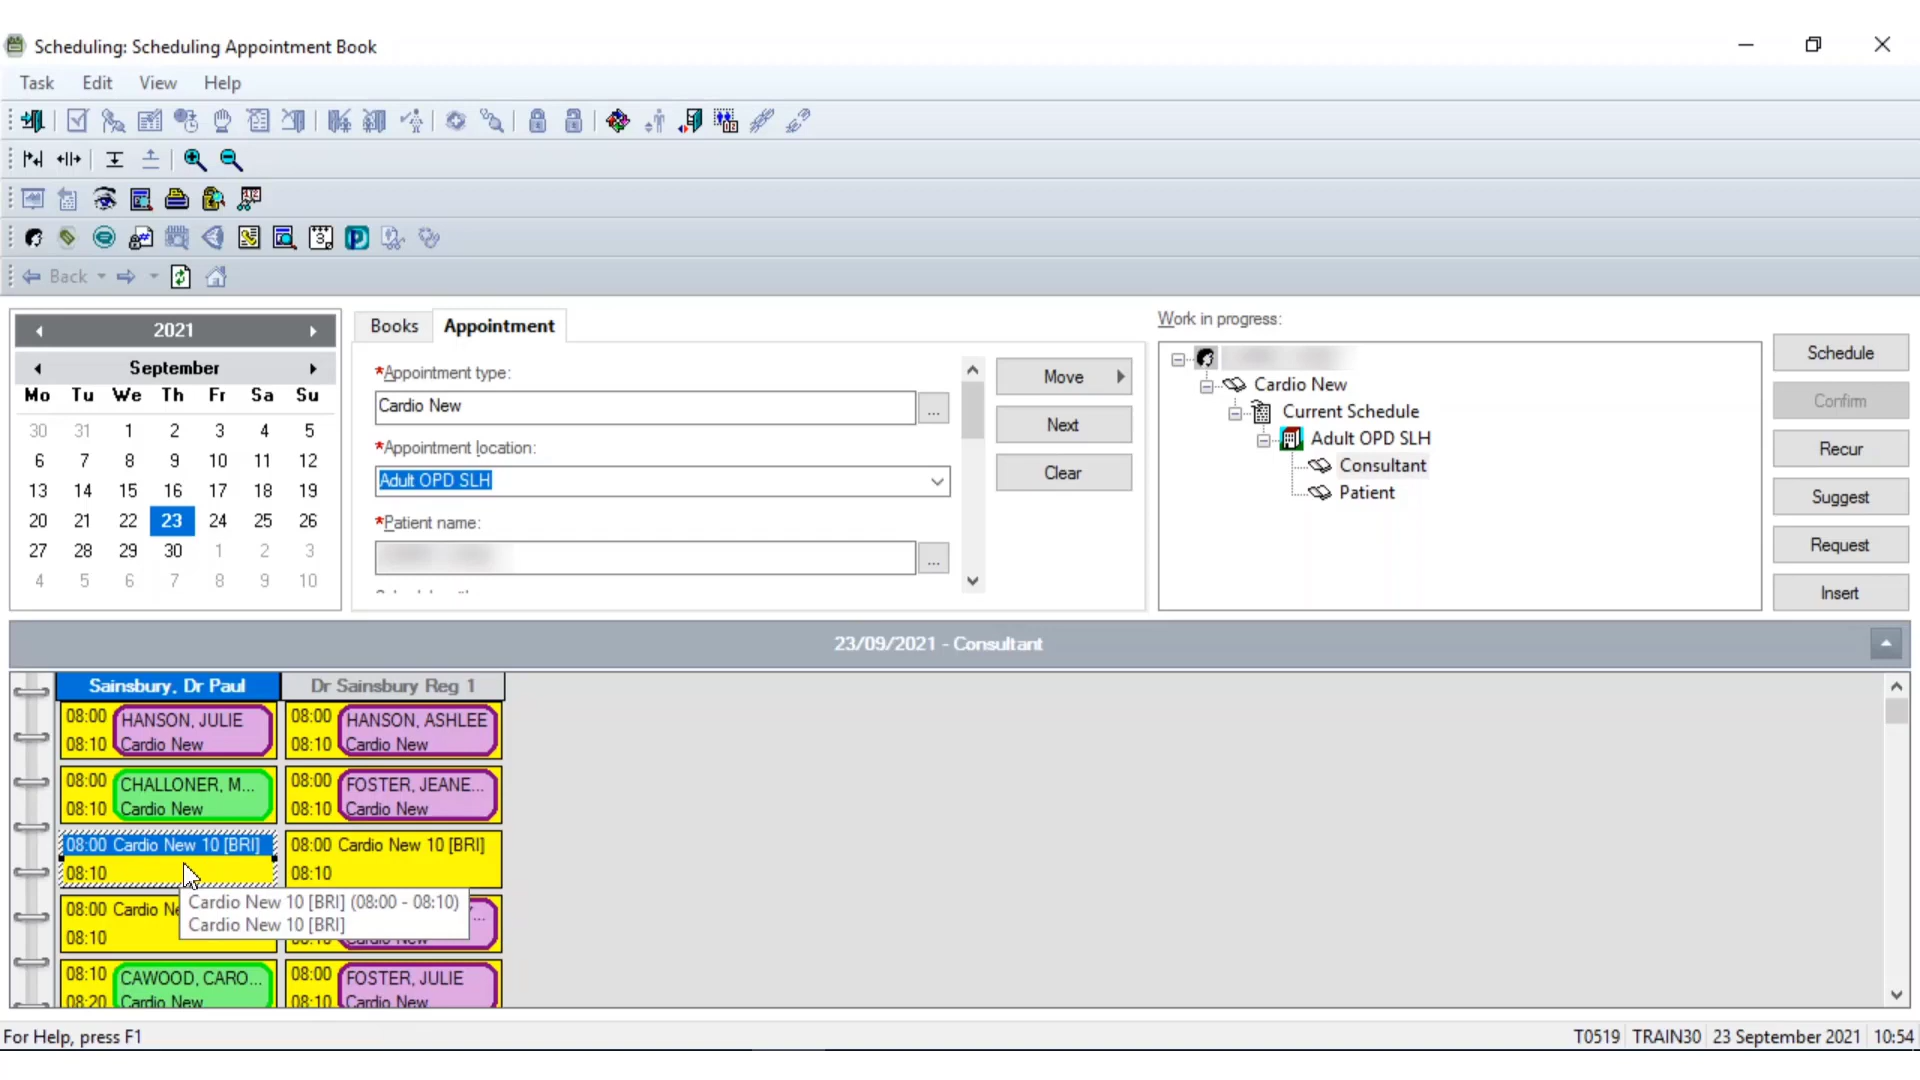 Scheduling: Scheduling Appointment Book
Task Edit View Help
Back
2021
September
Mo Tu We Th Fr Sa Su
30 31 1 2 3 4 5
6 7 8 9 10 11 12
13 14 15 16 17 18 19
20 21 22 23 24 25 26
27 28 29 30 1 2 3
4 5 6 7 8 9 10
Books Appointment
*Appointment type:
Cardio New
...
*Appointment location:
Adult OPD SLH
*Patient name:
...
Move
Next
Clear
Work in progress:
Cardio New
Current Schedule
Adult OPD SLH
Consultant
Patient
Schedule
Confirm
Recur
Suggest
Request
Insert
23/09/2021 - Consultant
Sainsbury, Dr Paul
08:00 HANSON, JULIE
08:10 Cardio New
08:00 CHALLONER, M...
08:10 Cardio New
08:00 Cardio New 10 [BRI]
08:10
08:00 Cardio
08:10
08:10 CAWOOD, CARO...
08:20 Cardio New
Dr Sainsbury Reg 1
08:00 HANSON, ASHLEE
08:10 Cardio New
08:00 FOSTER, JEANE...
08:10 Cardio New
08:00 Cardio New 10 [BRI]
08:10
Cardio New 10 [BRI] (08:00 - 08:10)
Cardio New 10 [BRI]
08:00 FOSTER, JULIE
08:10 Cardio New
For Help, press F1
T0519 TRAIN30 23 September 2021 10:54